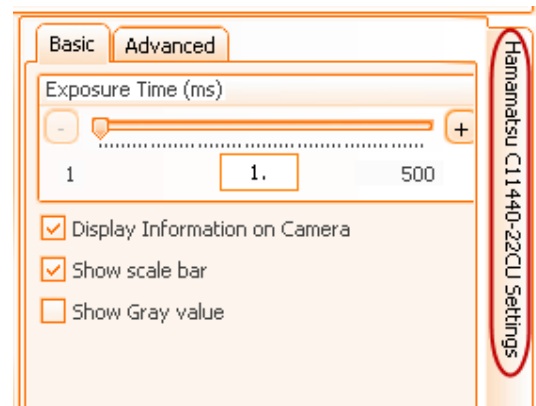 Basic Advanced
Exposure Time (ms)
- +
1 1. 500
Display Information on Camera
Show scale bar
Show Gray value
Hamamatsu C11440-22CU Settings